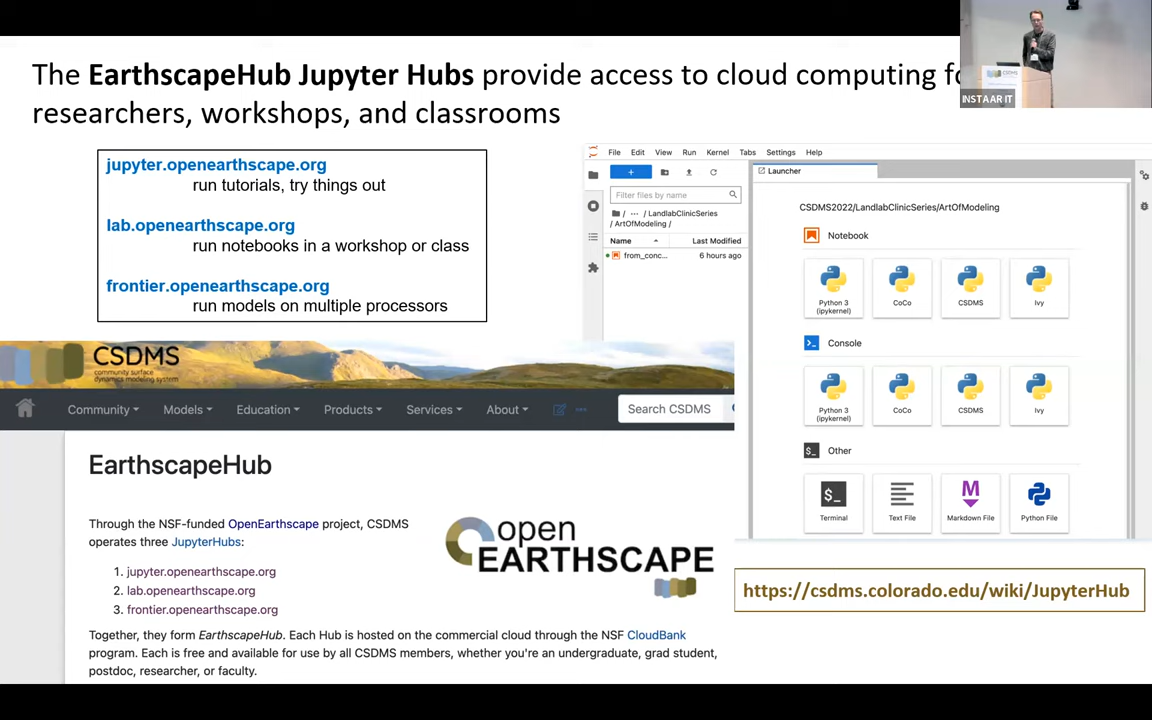 The EarthscapeHub Jupyter Hubs provide access to cloud computing fo
researchers, workshops, and classrooms
INSTAAR IT
CSDMS
jupyter.openearthscape.org
run tutorials, try things out
lab.openearthscape.org
run notebooks in a workshop or class
frontier.openearthscape.org
run models on multiple processors
File Edit View Run Kernel Tabs Settings Help
+
Filter files by name
/ ... / LandlabClinicSeries
/ ArtOfModeling /
Name Last Modified
from_conc... 6 hours ago
Launcher
CSDMS2022/LandlabClinicSeries/ArtOfModeling
Notebook
Python 3
(ipykernel)
CoCo
CSDMS
Ivy
Console
Python 3
(ipykernel)
CoCo
CSDMS
Ivy
$_ Other
$_
Terminal
Text File
M
Markdown File
Python File
CSDMS
community surface
dynamics modeling system
Community Models Education Products Services About Search CSDMS
EarthscapeHub
Through the NSF-funded OpenEarthscape project, CSDMS
operates three JupyterHubs:
1. jupyter.openearthscape.org
2. lab.openearthscape.org
3. frontier.openearthscape.org
open
EARTHSCAPE
Together, they form EarthscapeHub. Each Hub is hosted on the commercial cloud through the NSF CloudBank
program. Each is free and available for use by all CSDMS members, whether you're an undergraduate, grad student,
postdoc, researcher, or faculty.
https://csdms.colorado.edu/wiki/JupyterHub